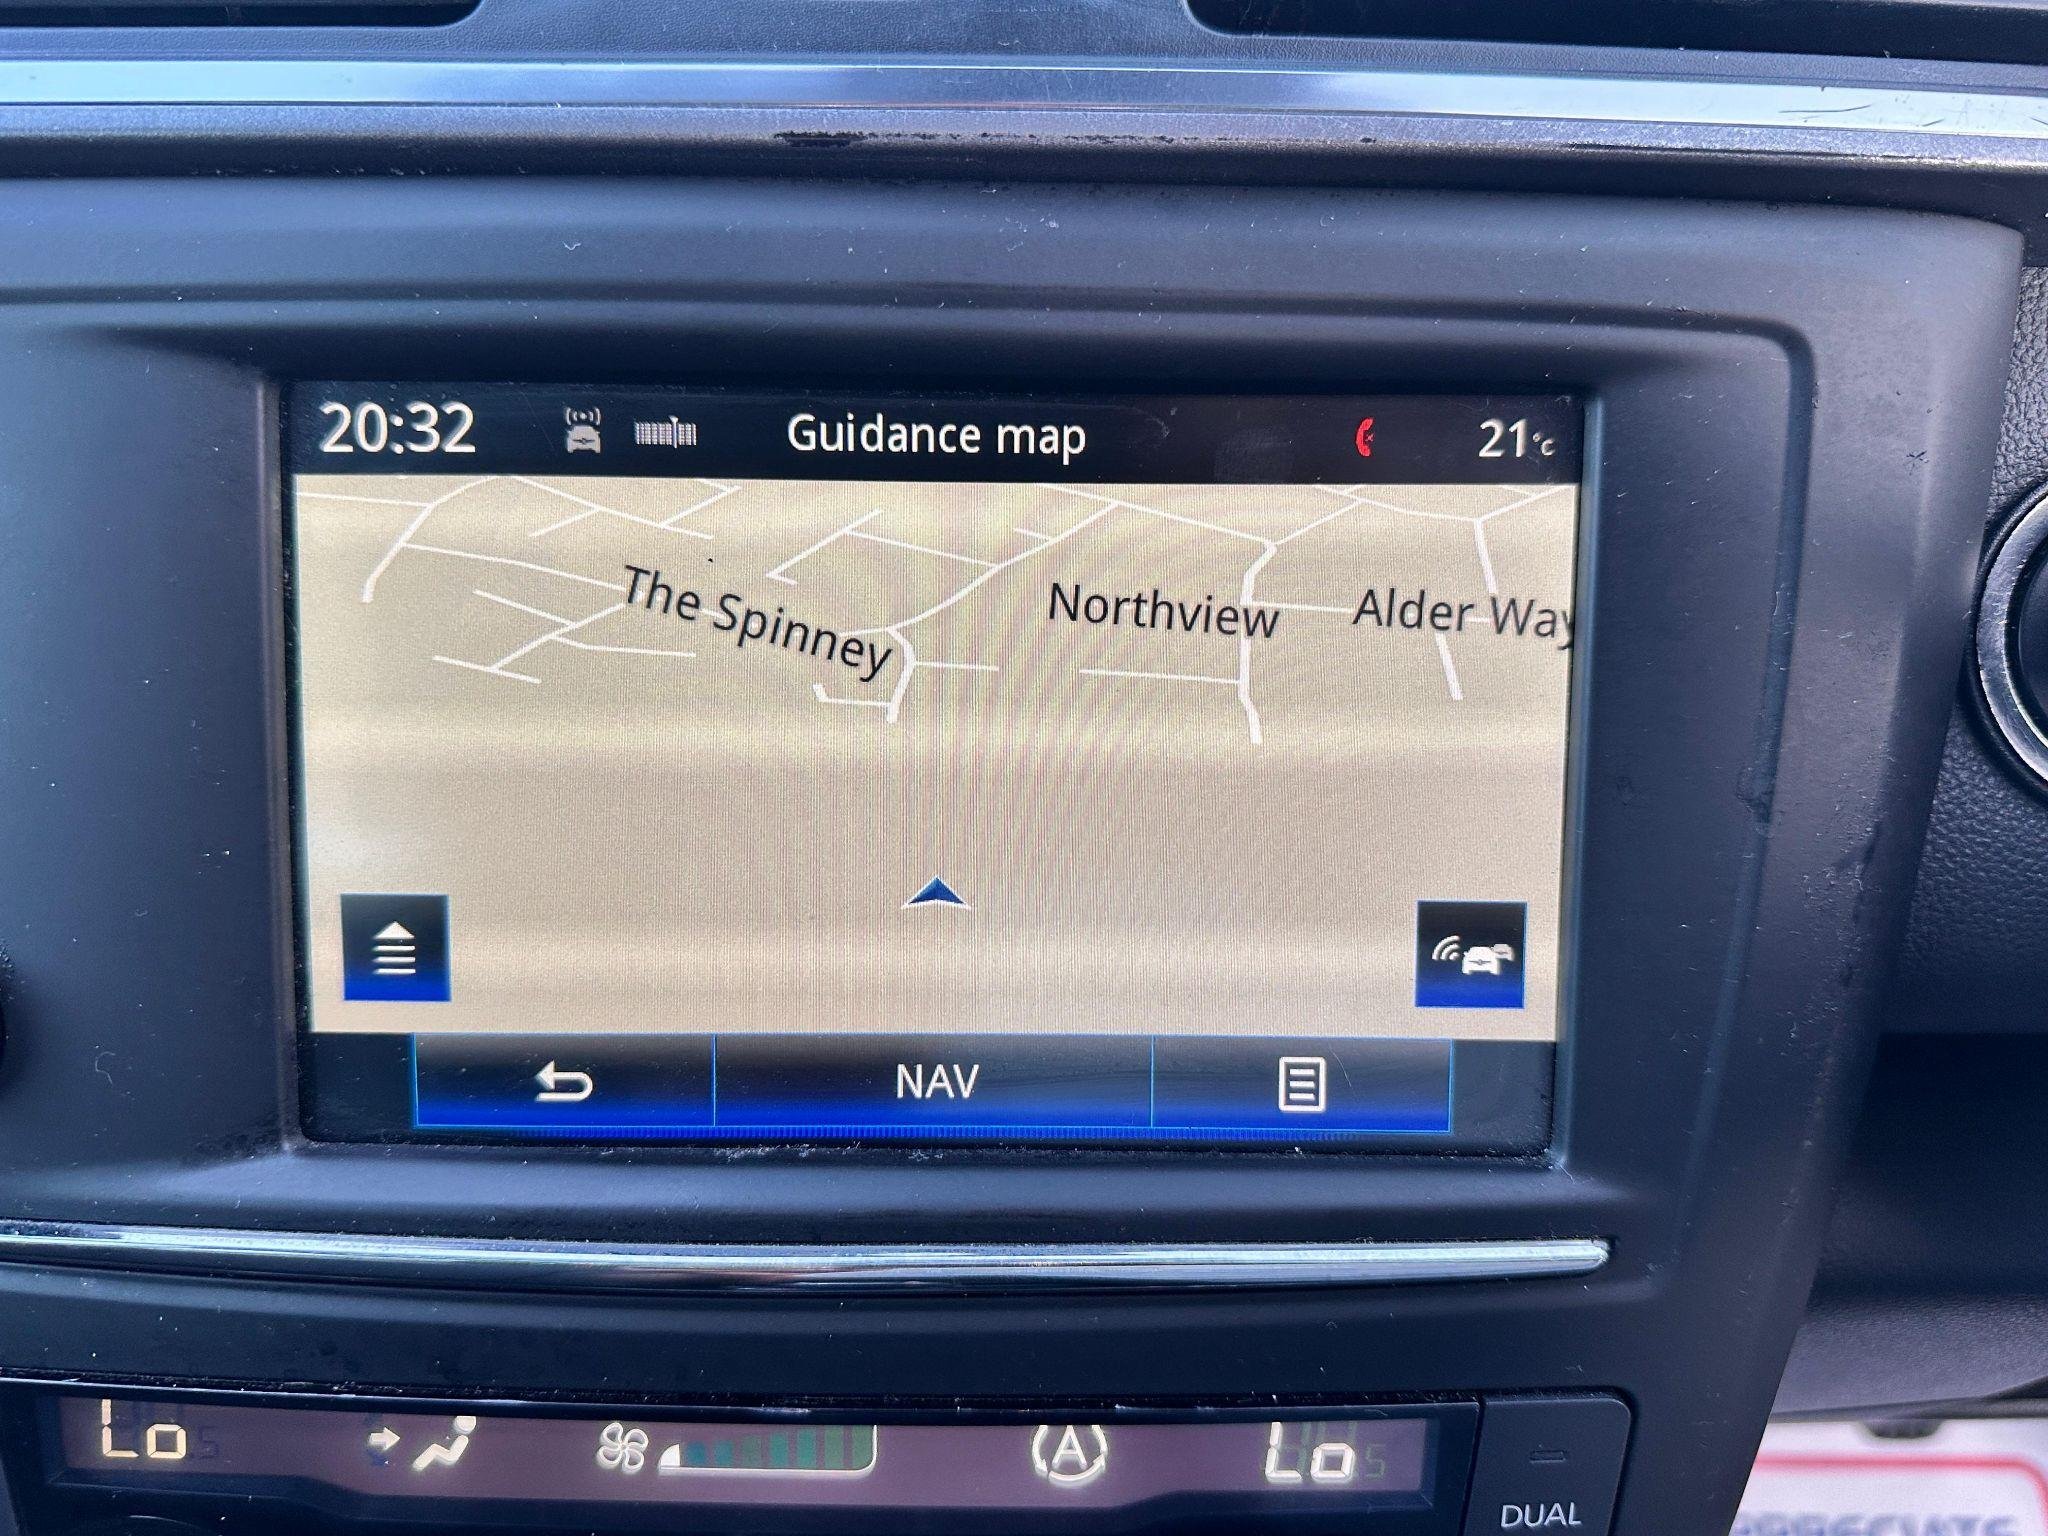 20:32 Guidance map 21°C
The Spinney
Northview
Alder Way
NAV
Lo A Lo
DUAL